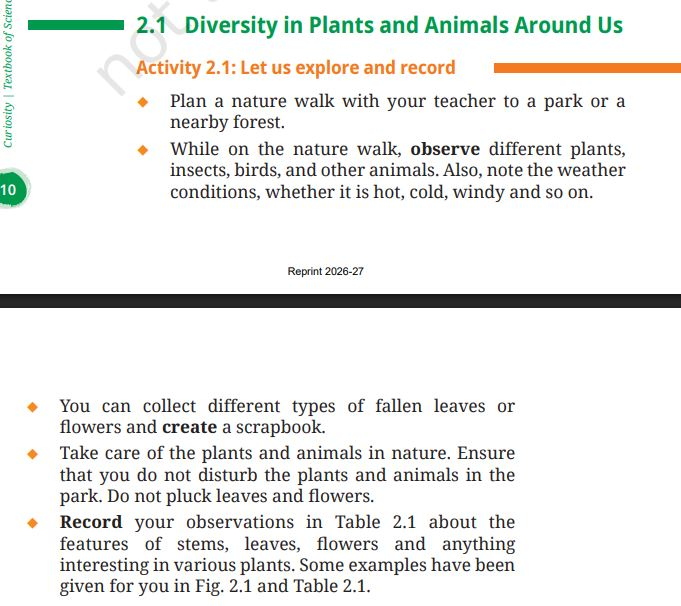 2.1 Diversity in Plants and Animals Around Us
Activity 2.1: Let us explore and record
◆ Plan a nature walk with your teacher to a park or a
nearby forest.
◆ While on the nature walk, observe different plants,
insects, birds, and other animals. Also, note the weather
conditions, whether it is hot, cold, windy and so on.
Curiosity | Textbook of Scien
10
not
Reprint 2026-27
◆ You can collect different types of fallen leaves or
flowers and create a scrapbook.
◆ Take care of the plants and animals in nature. Ensure
that you do not disturb the plants and animals in the
park. Do not pluck leaves and flowers.
◆ Record your observations in Table 2.1 about the
features of stems, leaves, flowers and anything
interesting in various plants. Some examples have been
given for you in Fig. 2.1 and Table 2.1.